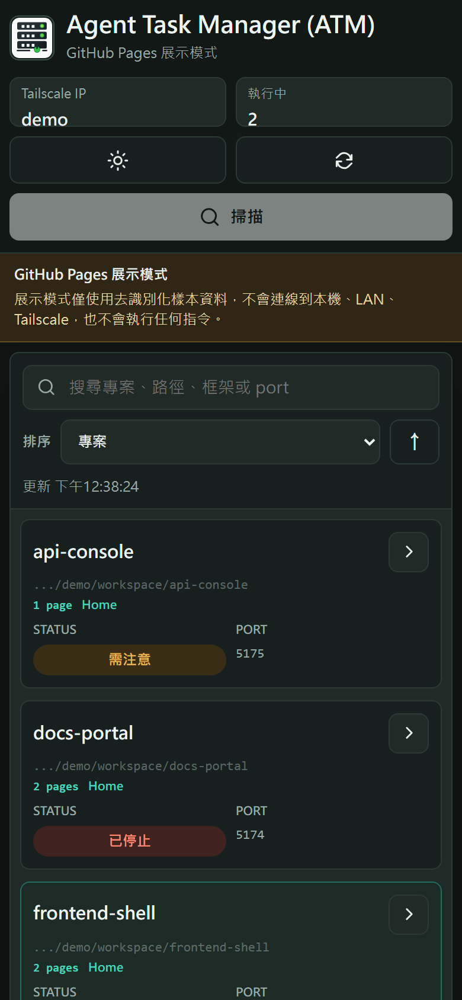 Agent Task Manager (ATM)
GitHub Pages 展示模式
Tailscale IP
demo
執行中
2
掃描
GitHub Pages 展示模式
展示模式僅使用去識別化樣本資料，不會連線到本機、LAN、
Tailscale，也不會執行任何指令。
搜尋專案、路徑、框架或 port
排序
專案
↑
更新 下午12:38:24
api-console
.../demo/workspace/api-console
1 page Home
STATUS
PORT
需注意
5175
docs-portal
.../demo/workspace/docs-portal
2 pages Home
STATUS
PORT
已停止
5174
frontend-shell
.../demo/workspace/frontend-shell
2 pages Home
STATUS
PORT